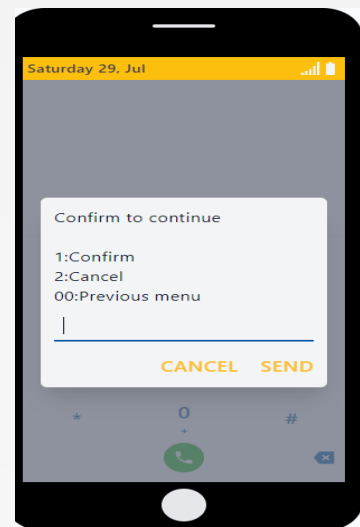 Saturday 29, Jul
Confirm to continue
1:Confirm
2:Cancel
00:Previous menu
CANCEL SEND
* 0 #
+